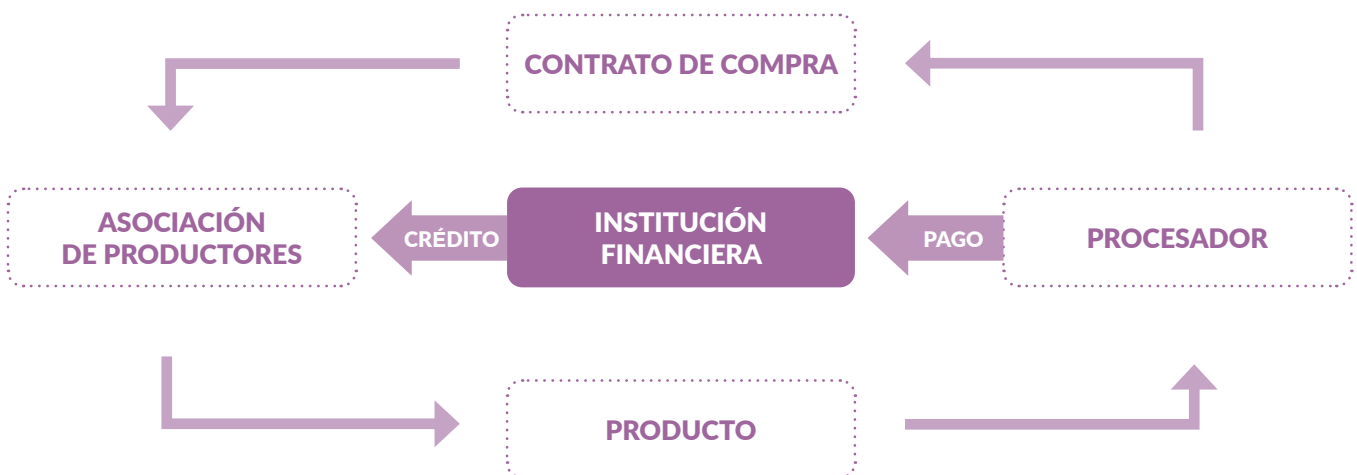 CONTRATO DE COMPRA
ASOCIACIÓN
DE PRODUCTORES
CRÉDITO
INSTITUCIÓN
FINANCIERA
PAGO
PROCESADOR
PRODUCTO